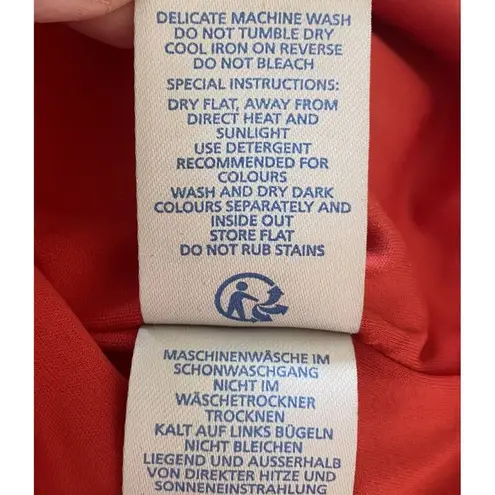 DELICATE MACHINE WASH
DO NOT TUMBLE DRY
COOL IRON ON REVERSE
DO NOT BLEACH
SPECIAL INSTRUCTIONS:
DRY FLAT, AWAY FROM
DIRECT HEAT AND
SUNLIGHT
USE DETERGENT
RECOMMENDED FOR
COLOURS
WASH AND DRY DARK
COLOURS SEPARATELY AND
INSIDE OUT
STORE FLAT
DO NOT RUB STAINS
MASCHINENWÄSCHE IM
SCHONWASCHGANG
NICHT IM
WÄSCHETROCKNER
TROCKNEN
KALT AUF LINKS BÜGELN
NICHT BLEICHEN
LIEGEND UND AUSSERHALB
VON DIREKTER HITZE UND
SONNENEINSTRAHLUNG